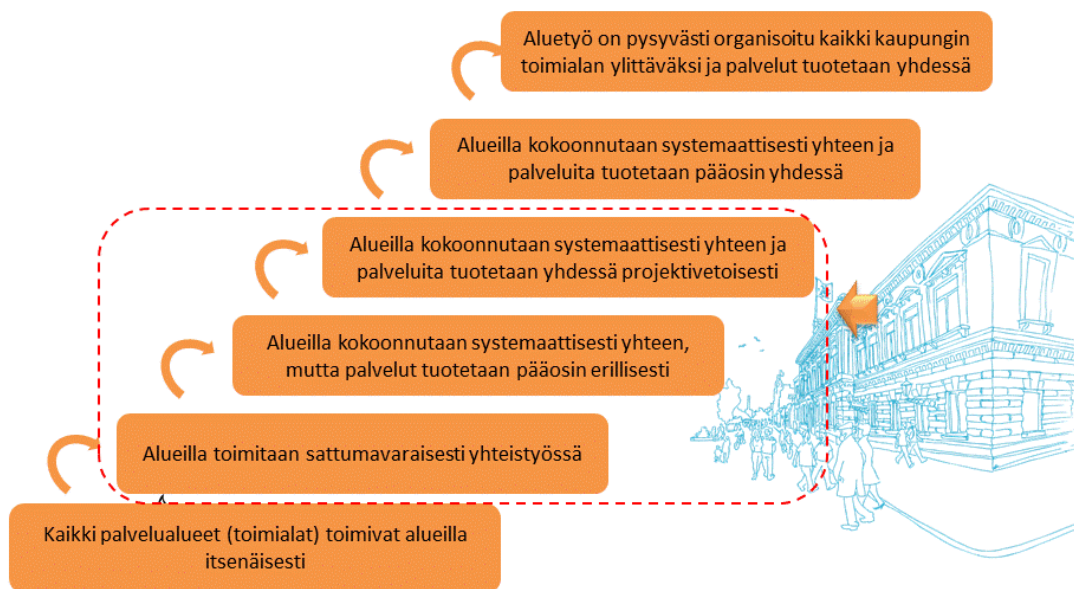 Aluetyö on pysyvästi organisoitu kaikki kaupungin
toimialan ylittäväksi ja palvelut tuotetaan yhdessä
Alueilla kokoonnutaan systemaattisesti yhteen ja
palveluita tuotetaan pääosin yhdessä
Alueilla kokoonnutaan systemaattisesti yhteen ja
palveluita tuotetaan yhdessä projektivetoisesti
Alueilla kokoonnutaan systemaattisesti yhteen,
mutta palvelut tuotetaan pääosin erillisesti
Alueilla toimitaan sattumavaraisesti yhteistyössä
Kaikki palvelualueet (toimialat) toimivat alueilla
itsenäisesti